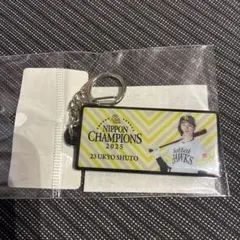 NIPPON
CHAMPIONS
2025
23 UKYO SHUTO
SoftBank
HAWKS